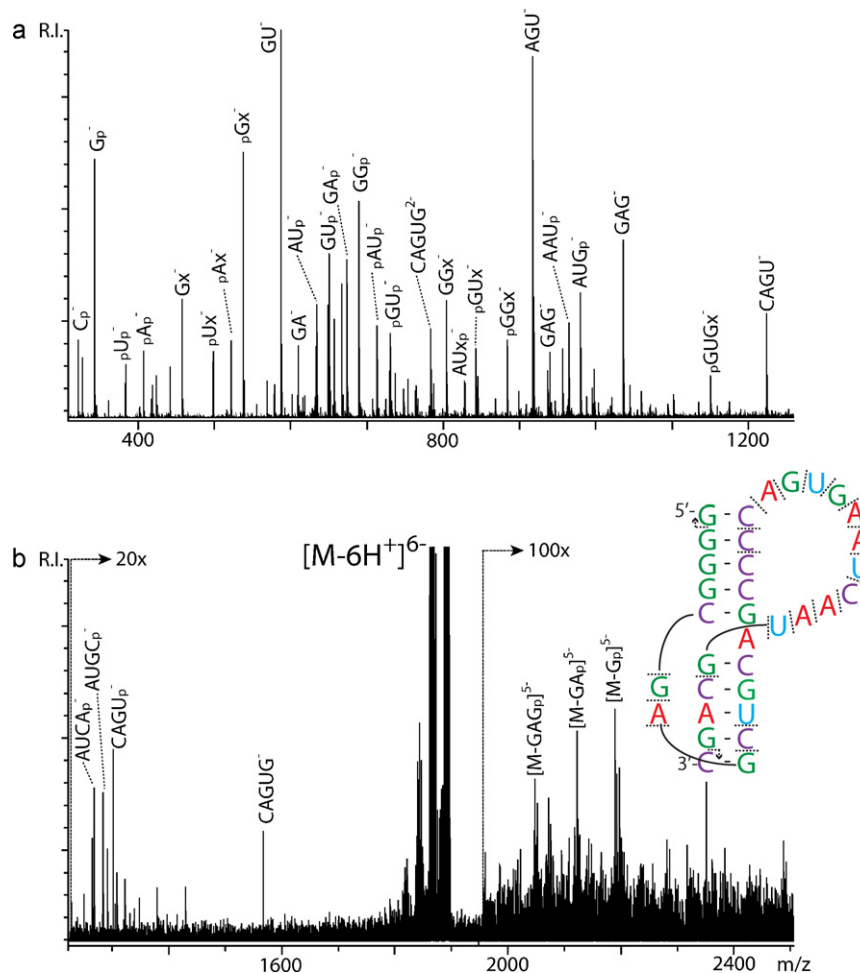 a
R.I.
Cp⁻
Gp⁻
pUp⁻
pAp⁻
Gx⁻
pUx⁻
pAx⁻
pGx⁻
GU⁻
GA⁻
AUp⁻
GUp⁻
GAp⁻
GGp⁻
pAUp⁻
pGUp⁻
CAGUG²⁻
GGx⁻
AUxp⁻
pGUx⁻
pGGx⁻
AGU⁻
GAG⁻
AAUp⁻
AUGp⁻
GAG⁻
pGUGx⁻
CAGU⁻
400 800 1200
b
R.I.
20x
[M-6H⁺]⁶⁻
100x
AUCAp⁻
AUGCp⁻
CAGUp⁻
CAGUG⁻
[M-GAGp]⁵⁻
[M-GAp]⁵⁻
[M-Gp]⁵⁻
1600 2000 2400 m/z
5'- G - C A G U G A A U C A A U
G - C
G - C
G - C
C - G
A
G - C
G C - G
A A - U
G - C
3'- C - G